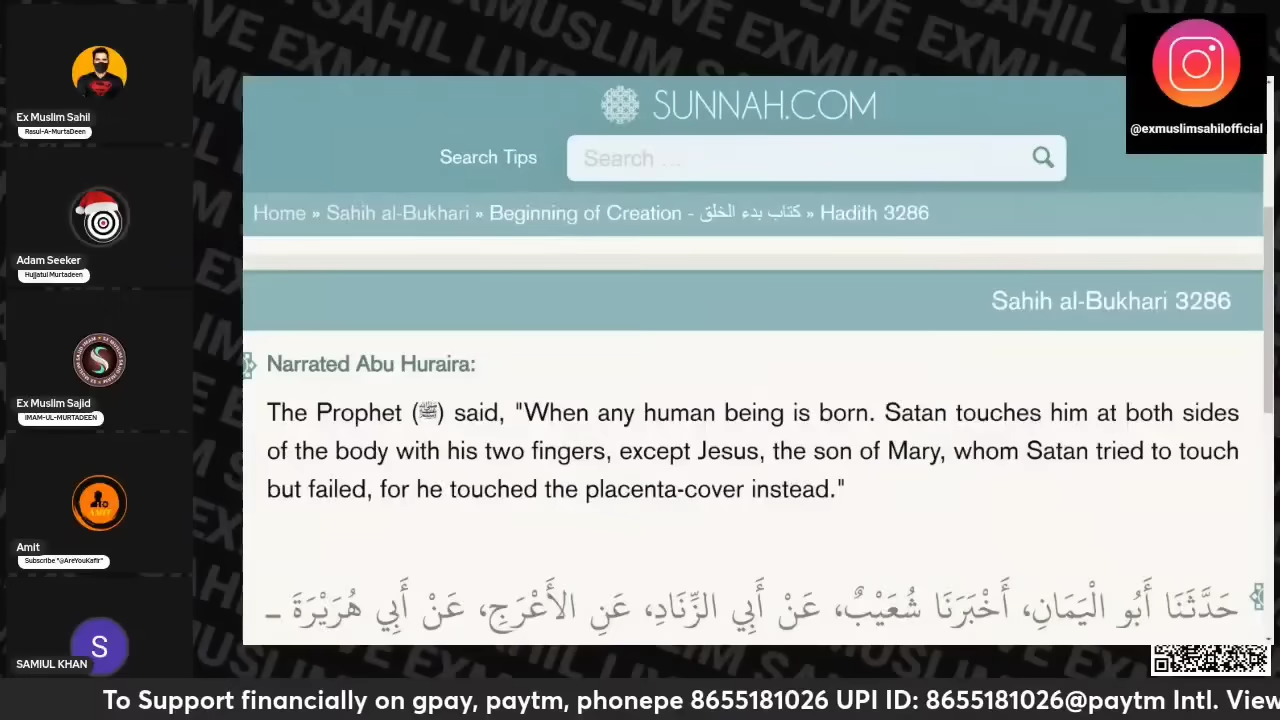 Ex Muslim Sahil
Rasul-A-MurtaDeen
Adam Seeker
Hujjatul Murtadeen
Ex Muslim Sajid
IMAM-UL-MURTADEEN
Amit
Subscribe "@AreYouKafir"
S
SAMIUL KHAN
@exmuslimsahilofficial
SUNNAH.COM
Search Tips
Search ...
Home » Sahih al-Bukhari » Beginning of Creation - كتاب بدء الخلق » Hadith 3286
Sahih al-Bukhari 3286
Narrated Abu Huraira:
The Prophet (ﷺ) said, "When any human being is born. Satan touches him at both sides
of the body with his two fingers, except Jesus, the son of Mary, whom Satan tried to touch
but failed, for he touched the placenta-cover instead."
حَدَّثَنَا أَبُو الْيَمَانِ، أَخْبَرَنَا شُعَيْبٌ، عَنْ أَبِي الزِّنَادِ، عَنِ الأَعْرَجِ، عَنْ أَبِي هُرَيْرَةَ ـ
To Support financially on gpay, paytm, phonepe 8655181026 UPI ID: 8655181026@paytm Intl. View